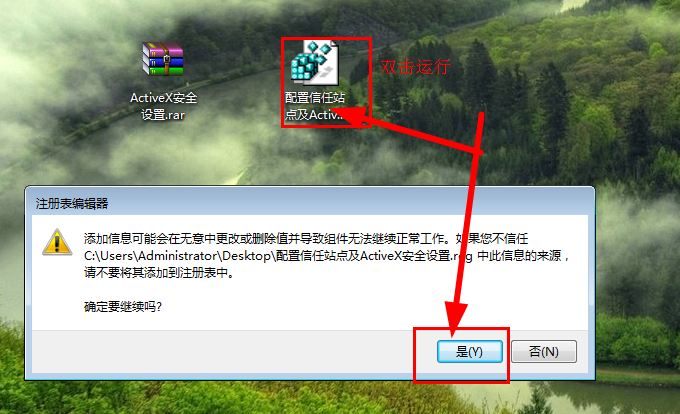 双击运行
ActiveX安全
设置.rar
配置信任站
点及Activ...
注册表编辑器
添加信息可能会在无意中更改或删除值并导致组件无法继续正常工作。如果您不信任
C:\Users\Administrator\Desktop\配置信任站点及ActiveX安全设置.reg 中此信息的来源，
请不要将其添加到注册表中。
确定要继续吗?
是(Y)
否(N)